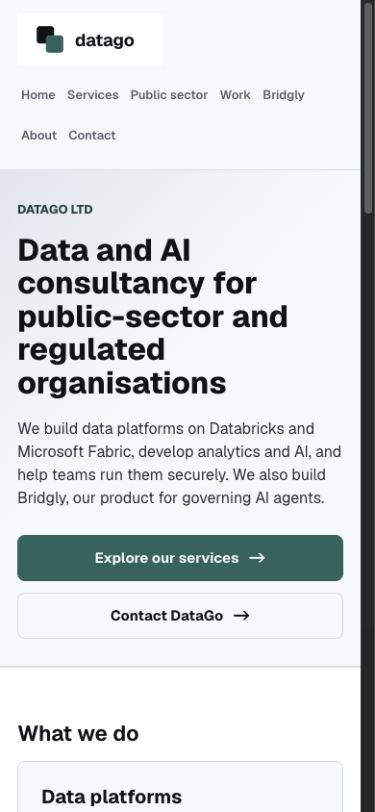 datago
Home Services Public sector Work Bridgly
About Contact
DATAGO LTD
Data and AI
consultancy for
public-sector and
regulated
organisations
We build data platforms on Databricks and
Microsoft Fabric, develop analytics and AI, and
help teams run them securely. We also build
Bridgly, our product for governing AI agents.
Explore our services →
Contact DataGo →
What we do
Data platforms